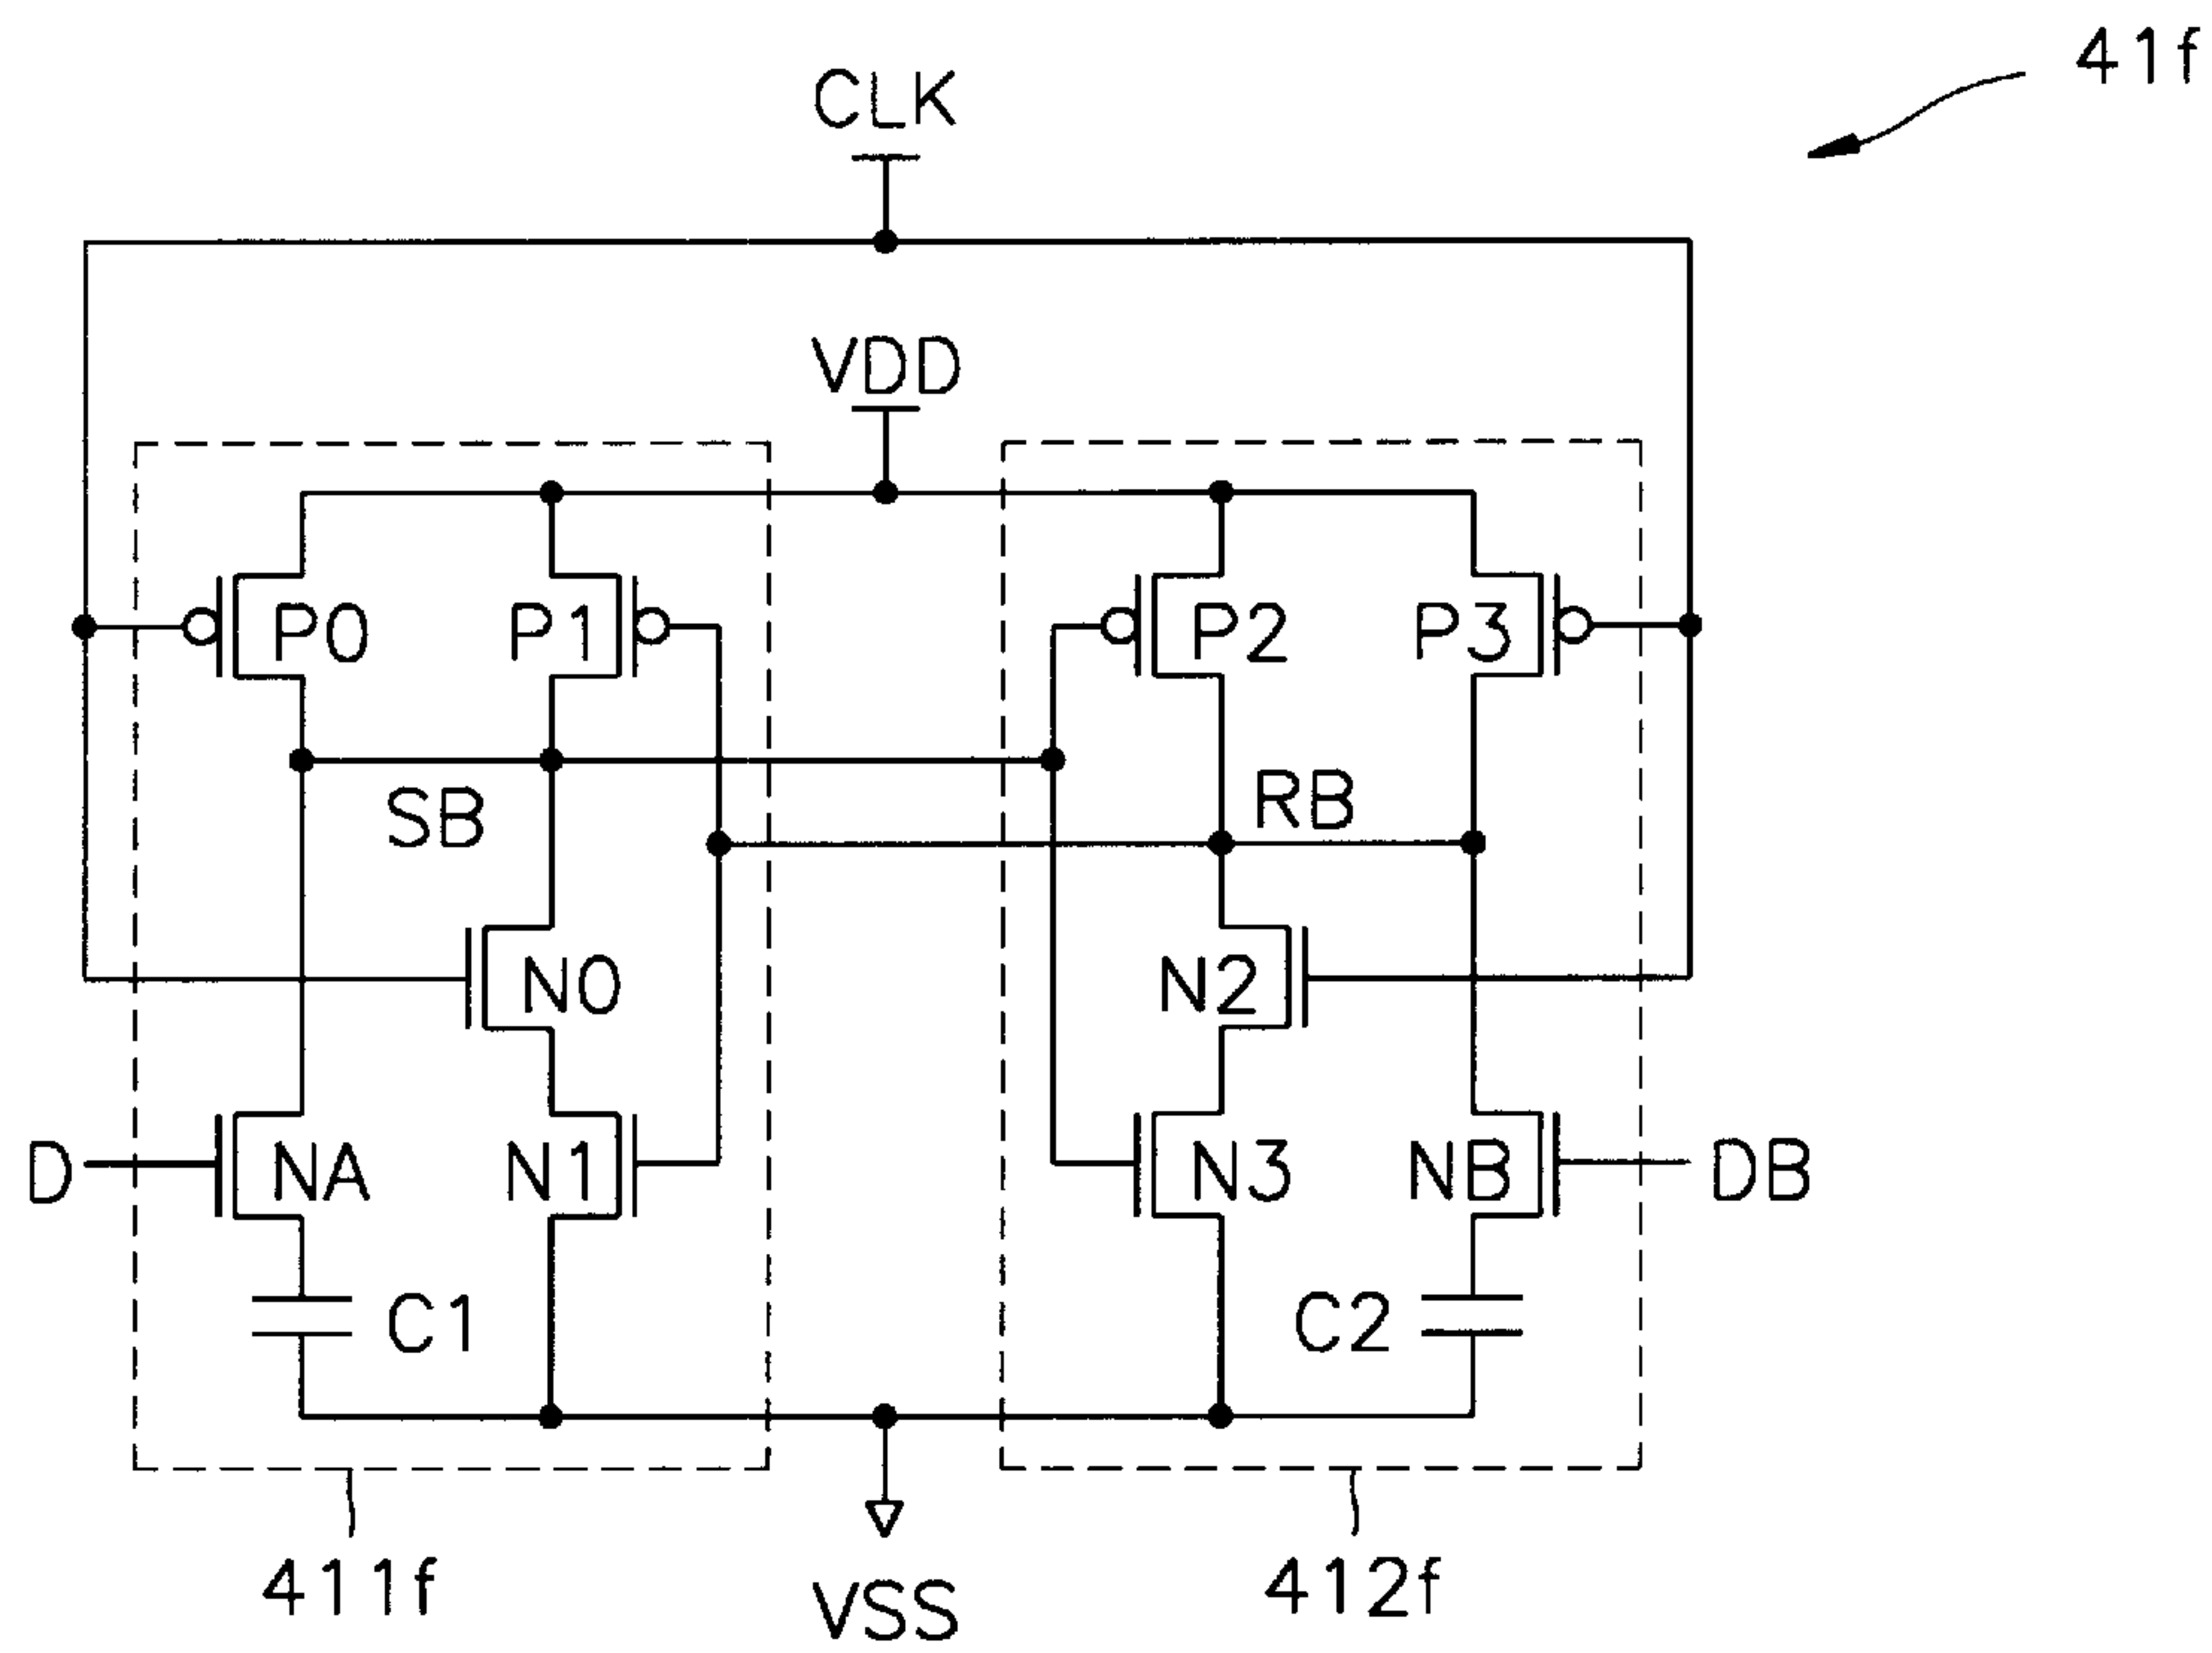 41f
CLK
VDD
P0
P1
P2
P3
SB
RB
N0
N2
D
NA
N1
N3
NB
DB
C1
C2
411f
VSS
412f